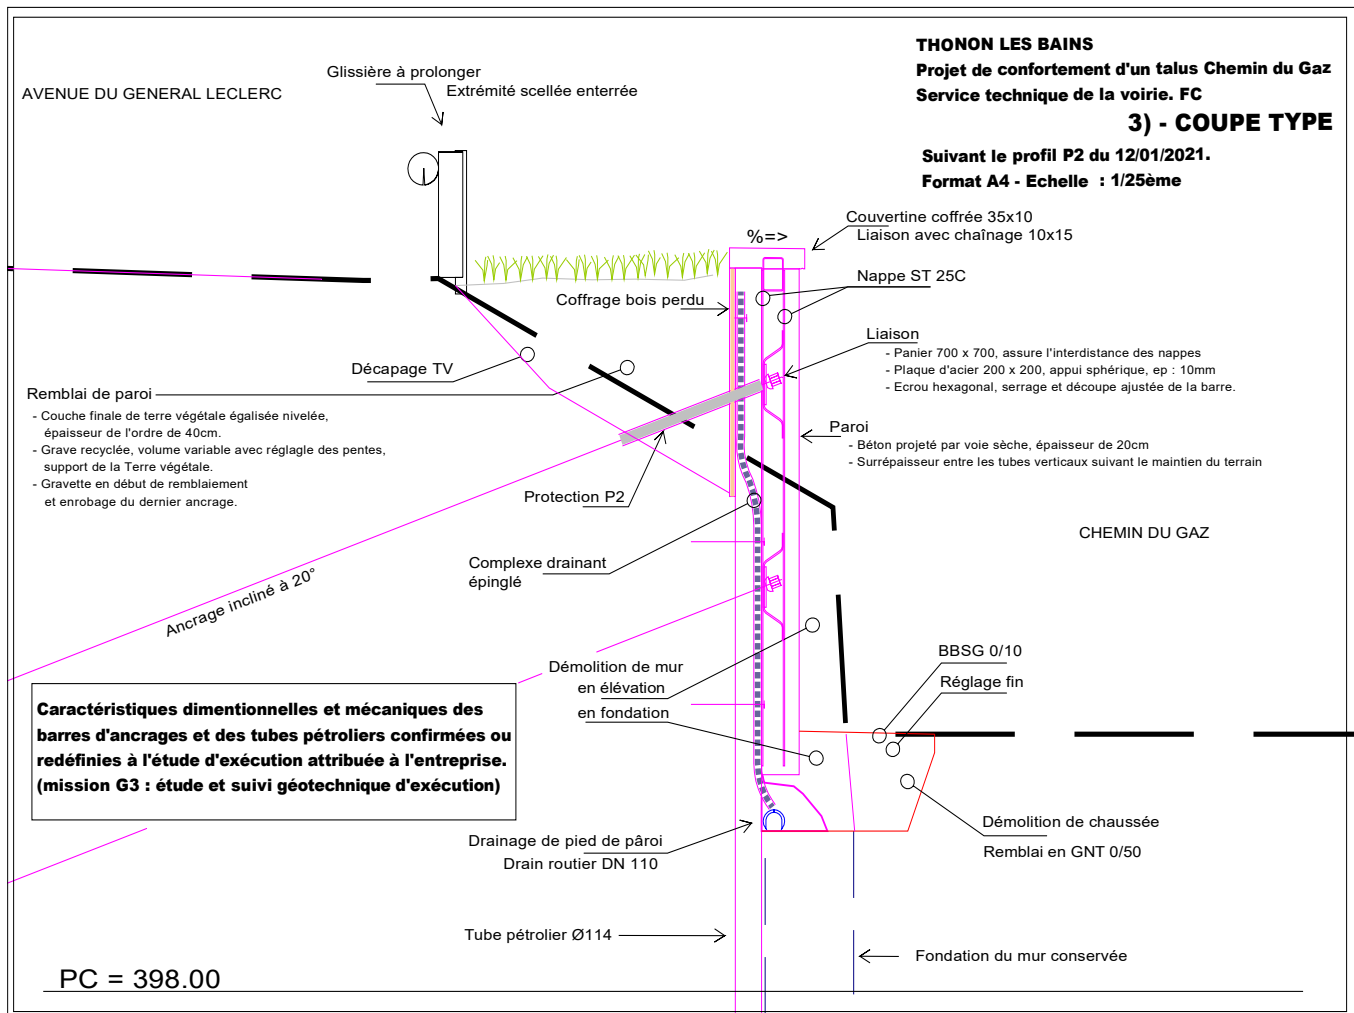 THONON LES BAINS
Projet de confortement d'un talus Chemin du Gaz
Service technique de la voirie. FC
3) - COUPE TYPE
Suivant le profil P2 du 12/01/2021.
Format A4 - Echelle : 1/25ème
Glissière à prolonger
Extrémité scellée enterrée
AVENUE DU GENERAL LECLERC
Couvertine coffrée 35x10
Liaison avec chaînage 10x15
%=>
Nappe ST 25C
Coffrage bois perdu
Liaison
- Panier 700 x 700, assure l'interdistance des nappes
- Plaque d'acier 200 x 200, appui sphérique, ep : 10mm
- Ecrou hexagonal, serrage et découpe ajustée de la barre.
Décapage TV
Remblai de paroi
- Couche finale de terre végétale égalisée nivelée,
épaisseur de l'ordre de 40cm.
- Grave recyclée, volume variable avec réglagle des pentes,
support de la Terre végétale.
- Gravette en début de remblaiement
et enrobage du dernier ancrage.
Paroi
- Béton projeté par voie sèche, épaisseur de 20cm
- Surrépaisseur entre les tubes verticaux suivant le maintien du terrain
Protection P2
CHEMIN DU GAZ
Complexe drainant
épinglé
Ancrage incliné à 20°
Démolition de mur
en élévation
en fondation
BBSG 0/10
Réglage fin
Caractéristiques dimentionnelles et mécaniques des
barres d'ancrages et des tubes pétroliers confirmées ou
redéfinies à l'étude d'exécution attribuée à l'entreprise.
(mission G3 : étude et suivi géotechnique d'exécution)
Démolition de chaussée
Remblai en GNT 0/50
Drainage de pied de pâroi
Drain routier DN 110
Tube pétrolier Ø114
Fondation du mur conservée
PC = 398.00